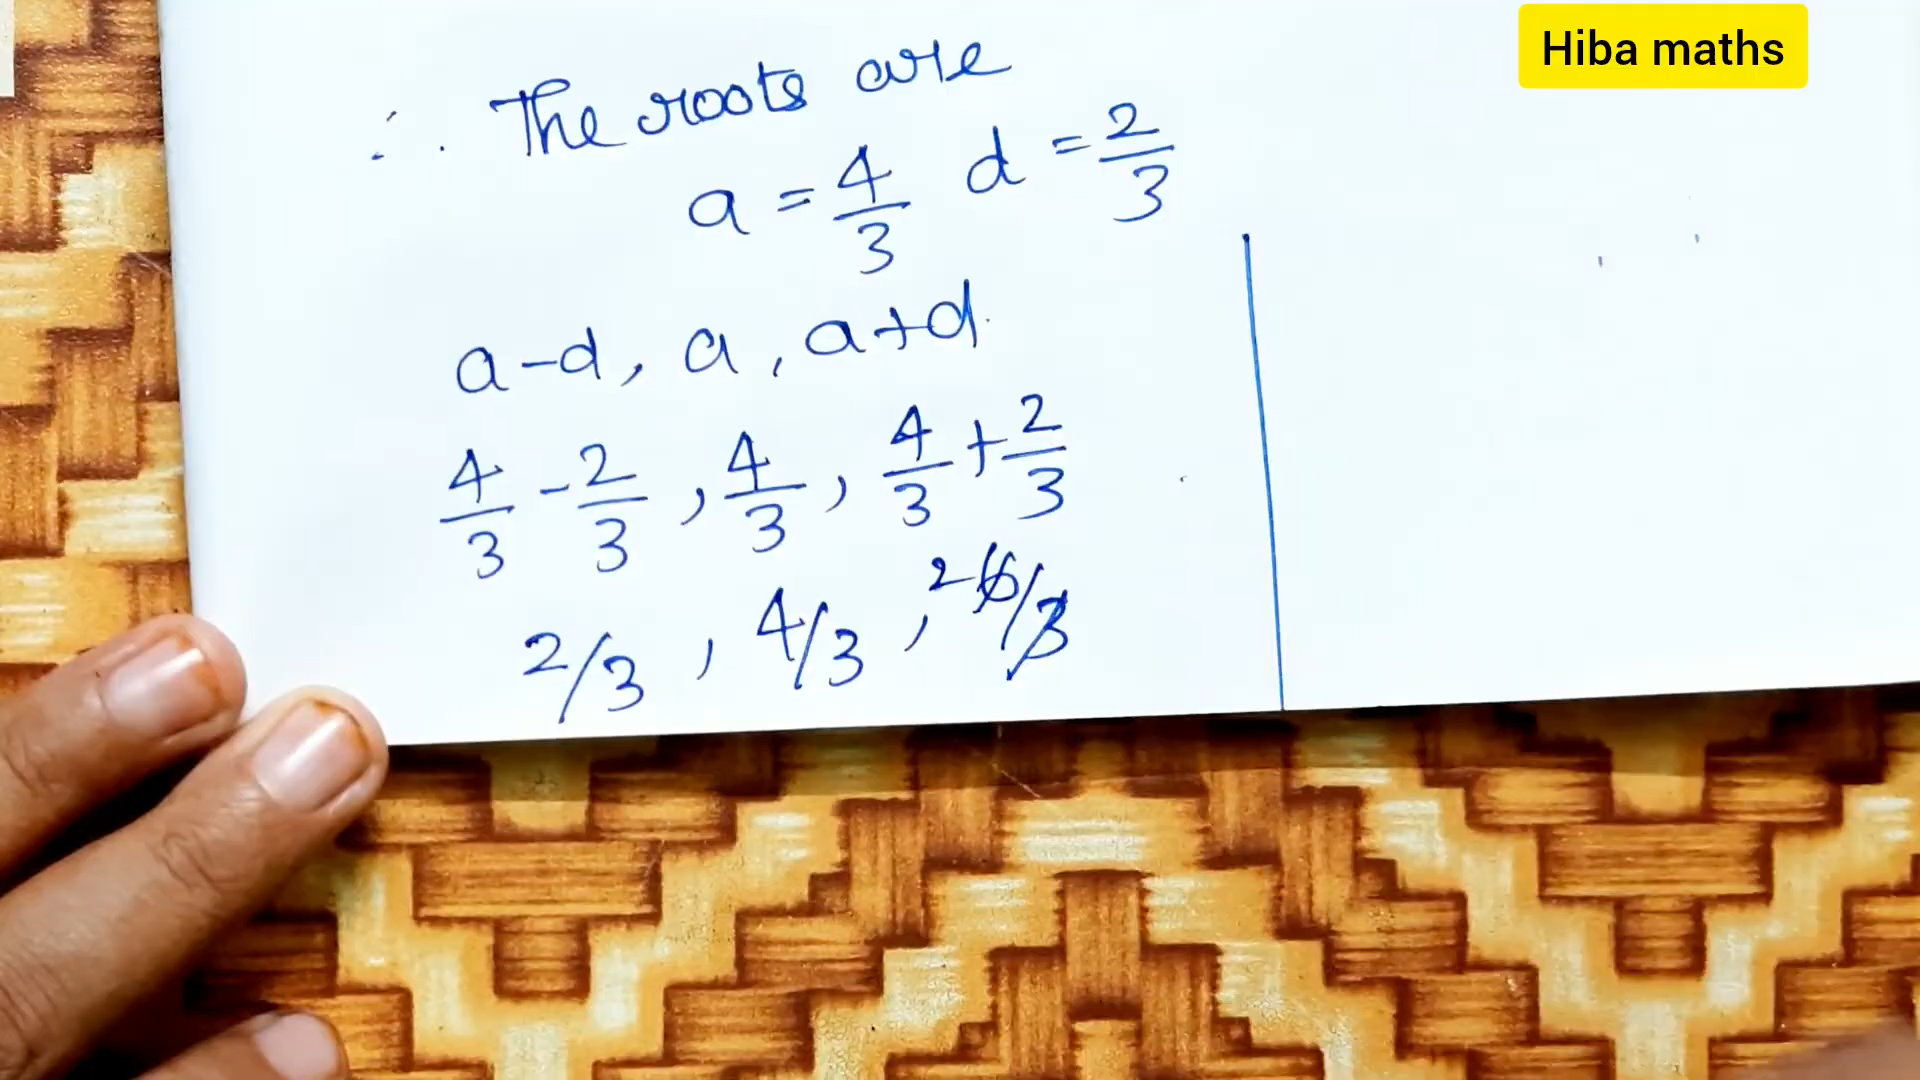 Hiba maths
∴ The roots are
a = 4/3 d = 2/3
a-d, a, a+d
4/3 - 2/3, 4/3, 4/3 + 2/3
2/3, 4/3, 2 6/3